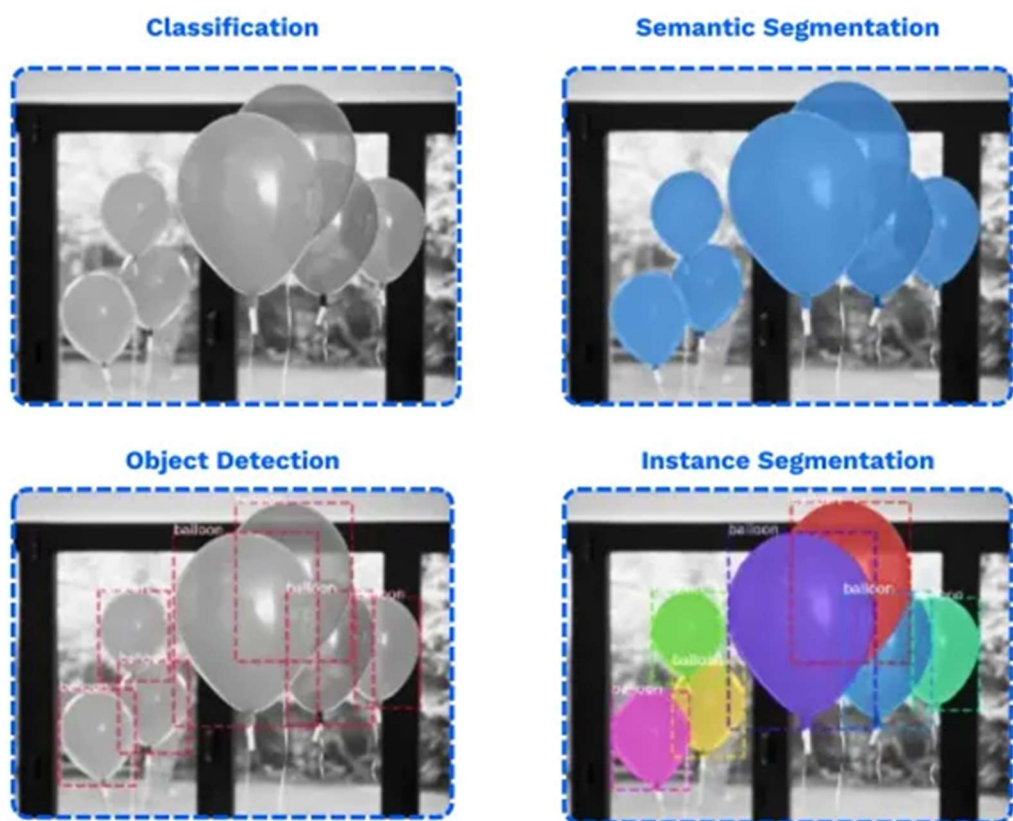 Classification
Semantic Segmentation
Object Detection
Instance Segmentation
balloon
balloon
balloon
balloon
balloon
balloon
balloon